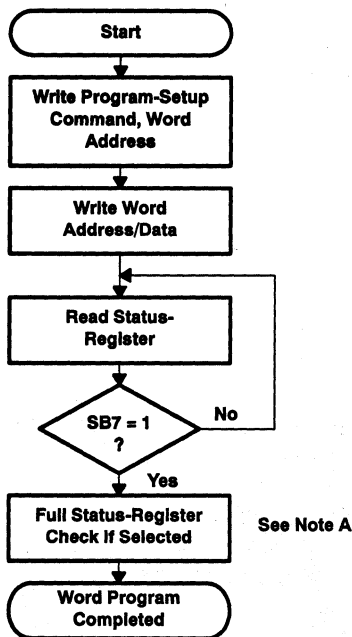 Start
Write Program-Setup
Command, Word
Address
Write Word
Address/Data
Read Status-
Register
SB7 = 1
?
No
Yes
Full Status-Register
Check if Selected
See Note A
Word Program
Completed